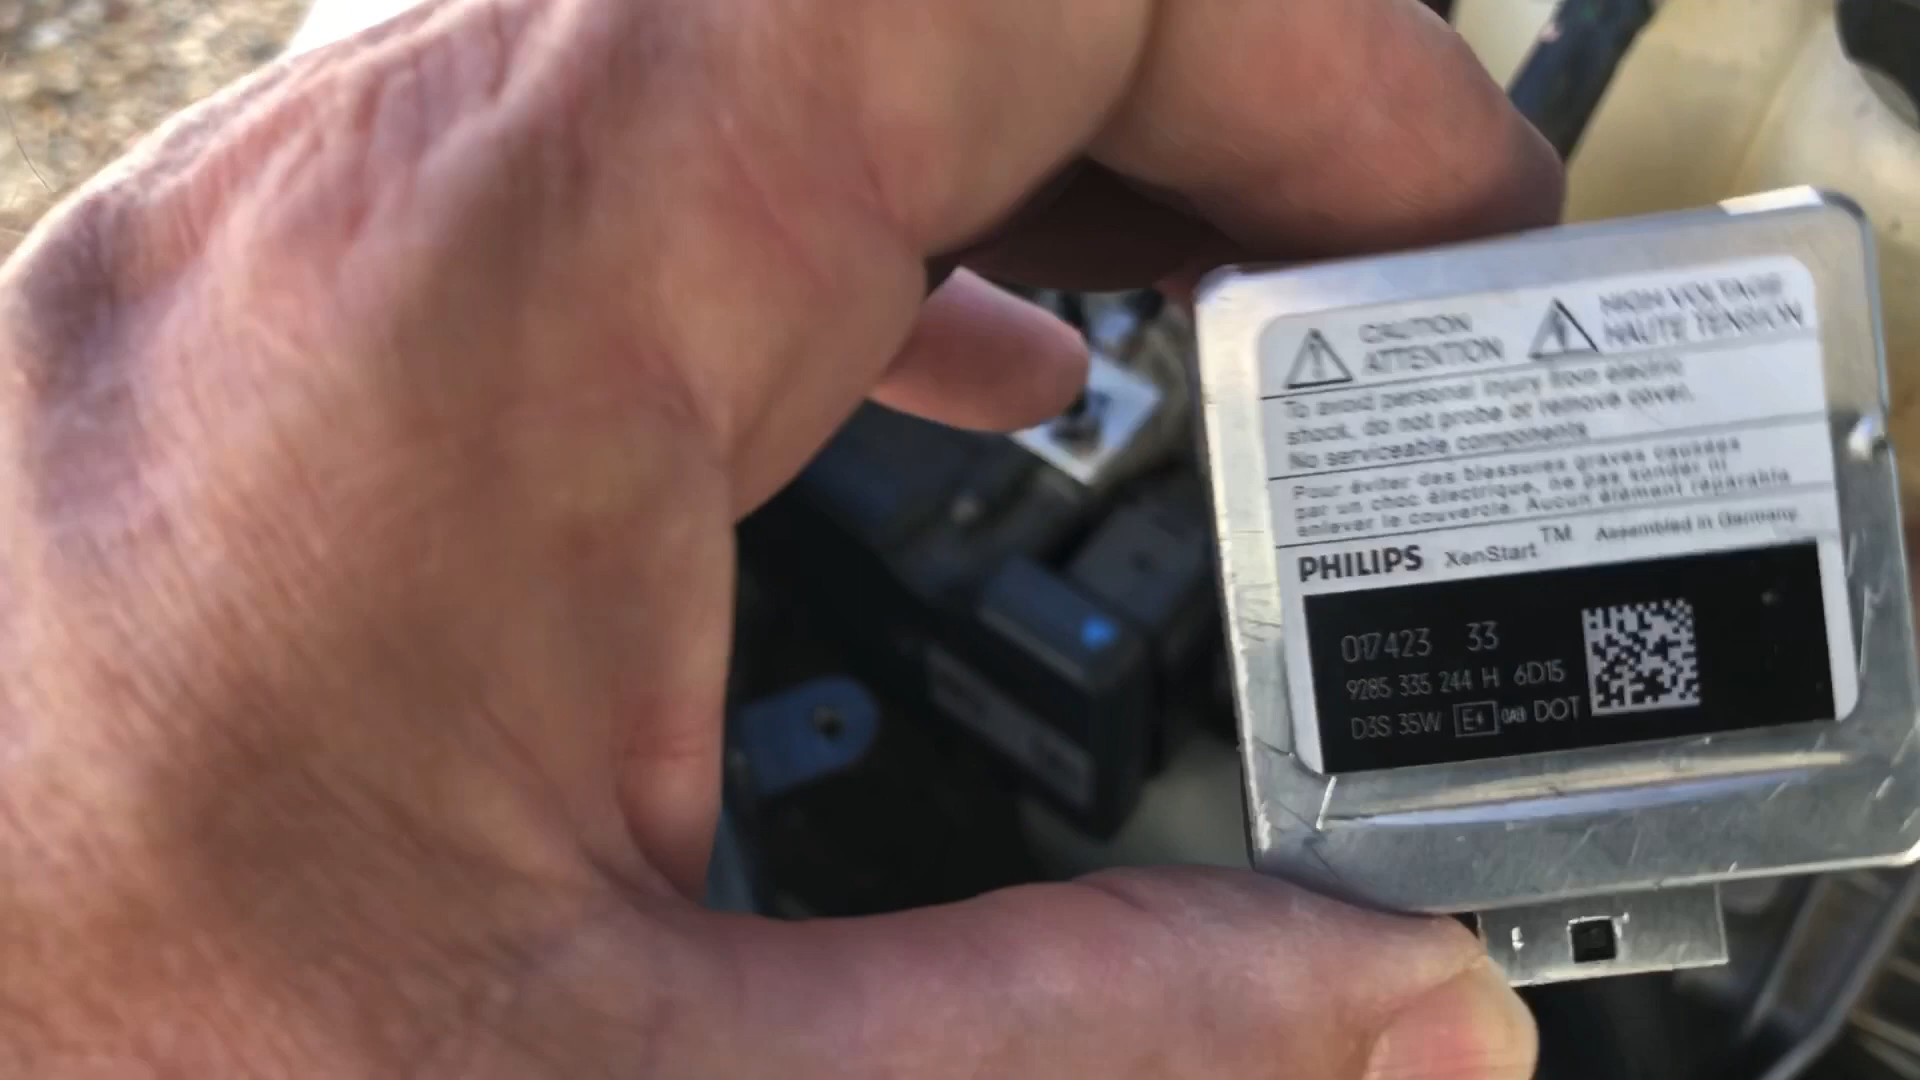 CAUTION
ATTENTION
HIGH VOLTAGE
HAUTE TENSION
To avoid personal injury from electric
shock, do not probe or remove cover.
No serviceable components
Pour éviter des blessures graves causées
par un choc électrique, ne pas sonder ni
enlever le couvercle. Aucun élément réparable
PHILIPS XenStart™ Assembled in Germany
017423 33
9285 335 244 H 6D15
D3S 35W DOT